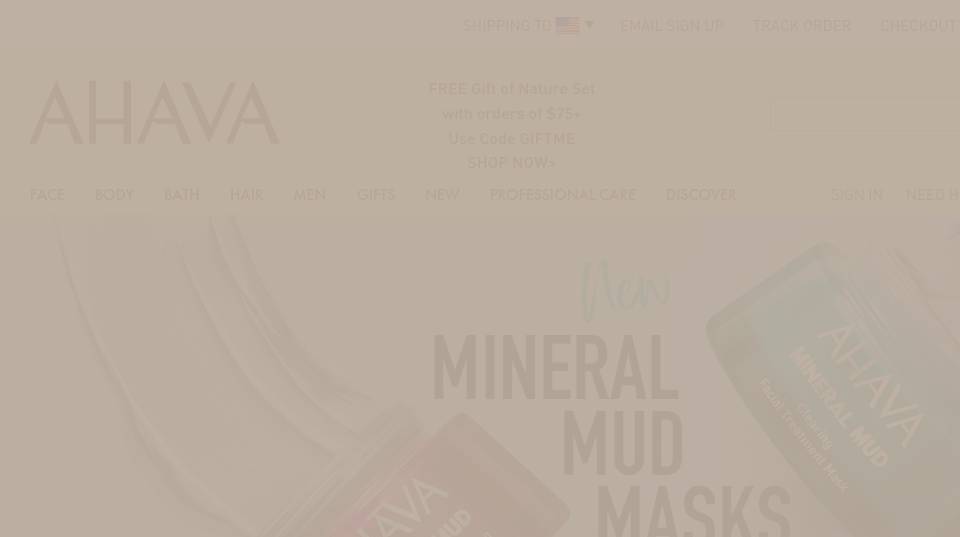 SHIPPING TO
EMAIL SIGN UP
TRACK ORDER
CHECKOUT
AHAVA
FREE Gift of Nature Set
with orders of $75+
Use Code GIFTME
SHOP NOW>
FACE BODY BATH HAIR MEN GIFTS NEW PROFESSIONAL CARE DISCOVER
SIGN IN
NEED H
New
MINERAL
MUD
MASKS
AHAVA
MINERAL MUD
Clearing
Facial Treatment Mask
AHAVA
MUD